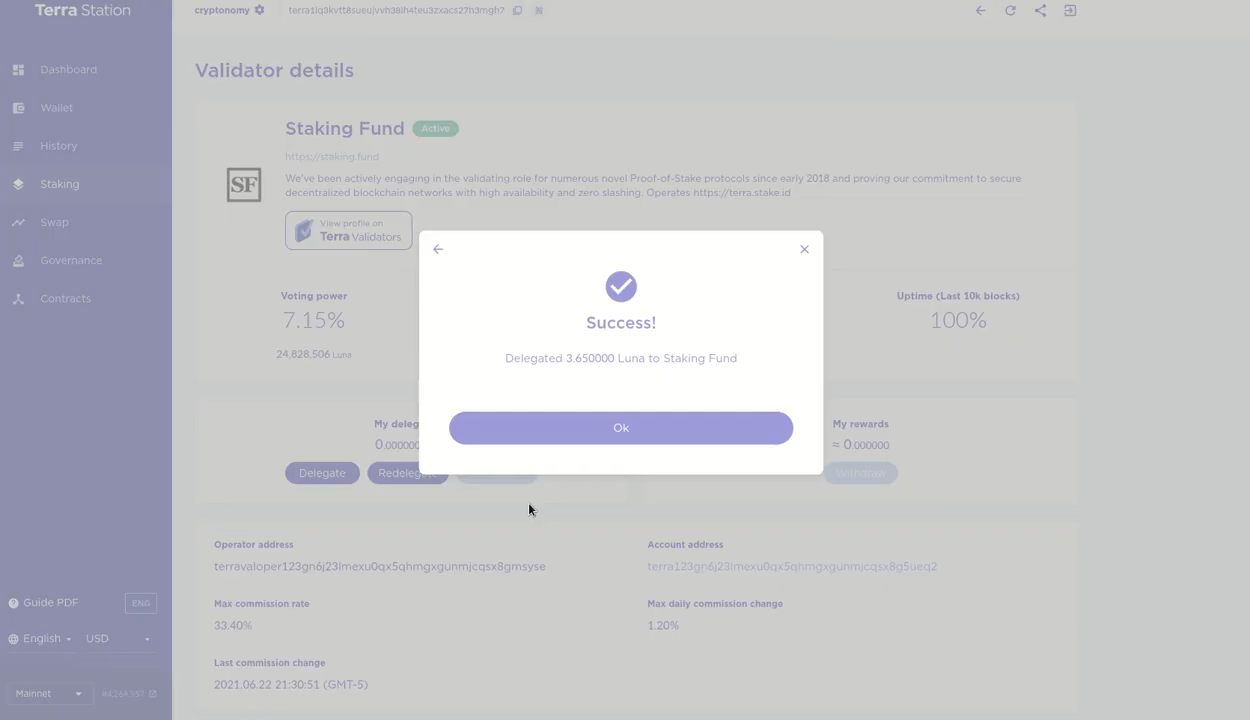 Terra Station
cryptonomy
Dashboard
Wallet
History
Staking
Swap
Governance
Contracts
Guide PDF
ENG
English
USD
Mainnet
Validator details
Staking Fund
Active
https://staking.fund
We've been actively engaging in the validating role for numerous novel Proof-of-Stake protocols since early 2018 and proving our commitment to secure
decentralized blockchain networks with high availability and zero slashing. Operates https://terra.stake.id
SF
View profile on
Terra Validators
Voting power
7.15%
24,828,506 Luna
Uptime (Last 10k blocks)
100%
Success!
Delegated 3.650000 Luna to Staking Fund
Ok
My deleg
0.000000
Delegate
Redelegate
My rewards
≈ 0.000000
Withdraw
Operator address
terravaloper123gn6j23lmexu0qx5qhmgxgunmjcqsx8gmsyse
Account address
terra123gn6j23lmexu0qx5qhmgxgunmjcqsx8g5ueq2
Max commission rate
33.40%
Max daily commission change
1.20%
Last commission change
2021.06.22 21:30:51 (GMT-5)